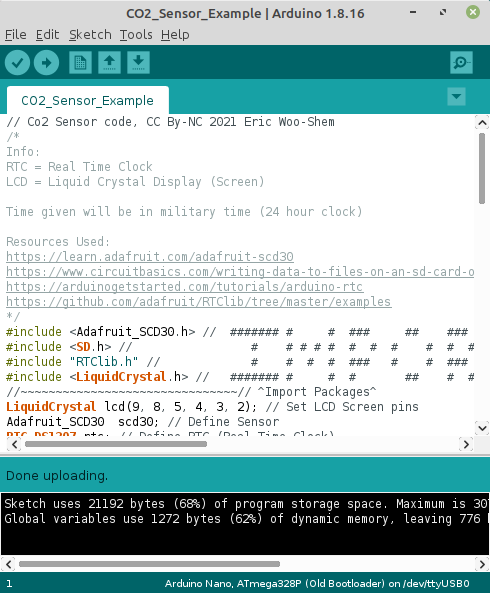 CO2_Sensor_Example | Arduino 1.8.16
File Edit Sketch Tools Help
CO2_Sensor_Example
// Co2 Sensor code, CC By-NC 2021 Eric Woo-Shem
/*
Info:
RTC = Real Time Clock
LCD = Liquid Crystal Display (Screen)
Time given will be in military time (24 hour clock)
Resources Used:
https://learn.adafruit.com/adafruit-scd30
https://www.circuitbasics.com/writing-data-to-files-on-an-sd-card-o
https://arduinogetstarted.com/tutorials/arduino-rtc
https://github.com/adafruit/RTClib/tree/master/examples
*/
#include <Adafruit_SCD30.h> //  ####### #     #  ###     ##    ###
#include <SD.h> //                 #    # # # #  #  #  #    #  #  #
#include "RTClib.h" //             #    #  #  #  ###   #    #  ###
#include <LiquidCrystal.h> //   ####### #     #  #       ##    #  #
//~~~~~~~~~~~~~~~~~~~~~~~~~~~~~~~// ^Import Packages^
LiquidCrystal lcd(9, 8, 5, 4, 3, 2); // Set LCD Screen pins
Adafruit_SCD30  scd30; // Define Sensor
RTC_DS1307 rtc; // Define RTC (Real Time Clock)
Done uploading.
Sketch uses 21192 bytes (68%) of program storage space. Maximum is 307
Global variables use 1272 bytes (62%) of dynamic memory, leaving 776 b
1 Arduino Nano, ATmega328P (Old Bootloader) on /dev/ttyUSB0